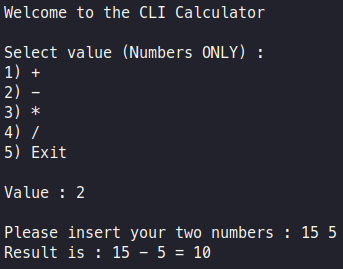 Welcome to the CLI Calculator
Select value (Numbers ONLY) :
1) +
2) −
3) *
4) /
5) Exit
Value : 2
Please insert your two numbers : 15 5
Result is : 15 − 5 = 10